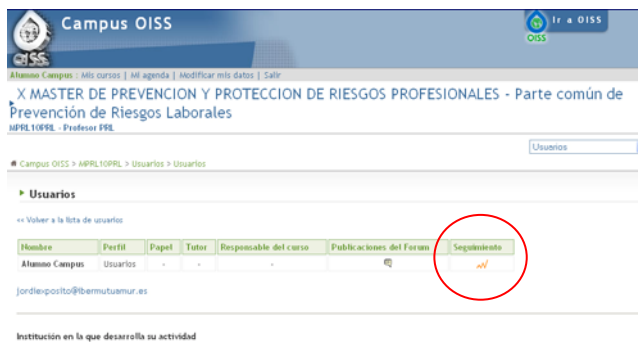 Campus OISS
Ir a OISS
OISS
OISS
Alumno Campus : Mis cursos | Mi agenda | Modificar mis datos | Salir
X MASTER DE PREVENCION Y PROTECCION DE RIESGOS PROFESIONALES - Parte común de
Prevención de Riesgos Laborales
MPRL10PRL - Profesor PRL
Usuarios
Campus OISS > MPRL10PRL > Usuarios > Usuarios
Usuarios
<< Volver a la lista de usuarios
Nombre Perfil Papel Tutor Responsable del curso Publicaciones del Forum Seguimiento
Alumno Campus Usuarios - - -
jordiexposito@ibermutuamur.es
Institución en la que desarrolla su actividad